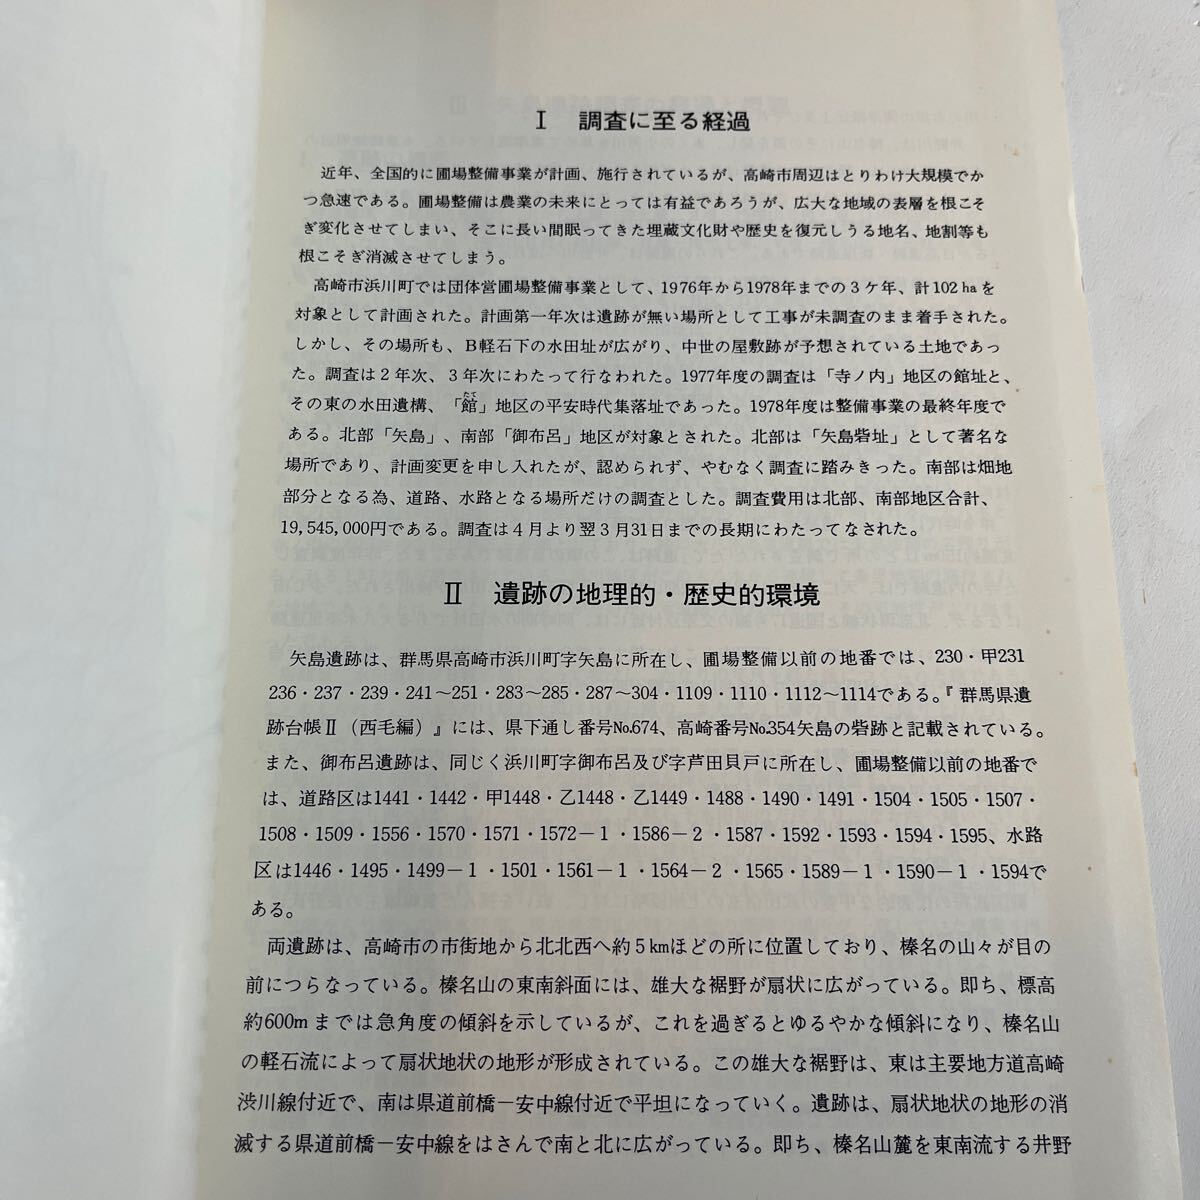 Ⅰ 調査に至る経過
近年、全国的に圃場整備事業が計画、施行されているが、高崎市周辺はとりわけ大規模でか
つ急速である。圃場整備は農業の未来にとっては有益であろうが、広大な地域の表層を根こそ
ぎ変化させてしまい、そこに長い間眠ってきた埋蔵文化財や歴史を復元しうる地名、地割等も
根こそぎ消滅させてしまう。
高崎市浜川町では団体営圃場整備事業として、1976年から1978年までの3ケ年、計102haを
対象として計画された。計画第一年次は遺跡が無い場所として工事が未調査のまま着手された。
しかし、その場所も、B軽石下の水田址が広がり、中世の屋敷跡が予想されている土地であっ
た。調査は2年次、3年次にわたって行なわれた。1977年度の調査は「寺ノ内」地区の館址と、
その東の水田遺構、「館」地区の平安時代集落址であった。1978年度は整備事業の最終年度で
ある。北部「矢島」、南部「御布呂」地区が対象とされた。北部は「矢島砦址」として著名な
場所であり、計画変更を申し入れたが、認められず、やむなく調査に踏みきった。南部は畑地
部分となる為、道路、水路となる場所だけの調査とした。調査費用は北部、南部地区合計、
19,545,000円である。調査は4月より翌3月31日までの長期にわたってなされた。
Ⅱ 遺跡の地理的・歴史的環境
矢島遺跡は、群馬県高崎市浜川町字矢島に所在し、圃場整備以前の地番では、230・甲231
236・237・239・241～251・283～285・287～304・1109・1110・1112～1114である。『群馬県遺
跡台帳Ⅱ(西毛編)』には、県下通し番号No.674、高崎番号No.354矢島の砦跡と記載されている。
また、御布呂遺跡は、同じく浜川町字御布呂及び字芦田貝戸に所在し、圃場整備以前の地番で
は、道路区は1441・1442・甲1448・乙1448・乙1449・1488・1490・1491・1504・1505・1507・
1508・1509・1556・1570・1571・1572－1・1586－2・1587・1592・1593・1594・1595、水路
区は1446・1495・1499－1・1501・1561－1・1564－2・1565・1589－1・1590－1・1594で
ある。
両遺跡は、高崎市の市街地から北北西へ約5kmほどの所に位置しており、榛名の山々が目の
前につらなっている。榛名山の東南斜面には、雄大な裾野が扇状に広がっている。即ち、標高
約600mまでは急角度の傾斜を示しているが、これを過ぎるとゆるやかな傾斜になり、榛名山
の軽石流によって扇状地状の地形が形成されている。この雄大な裾野は、東は主要地方道高崎
渋川線付近で、南は県道前橋－安中線付近で平坦になっていく。遺跡は、扇状地状の地形の消
滅する県道前橋－安中線をはさんで南と北に広がっている。即ち、榛名山麓を東南流する井野